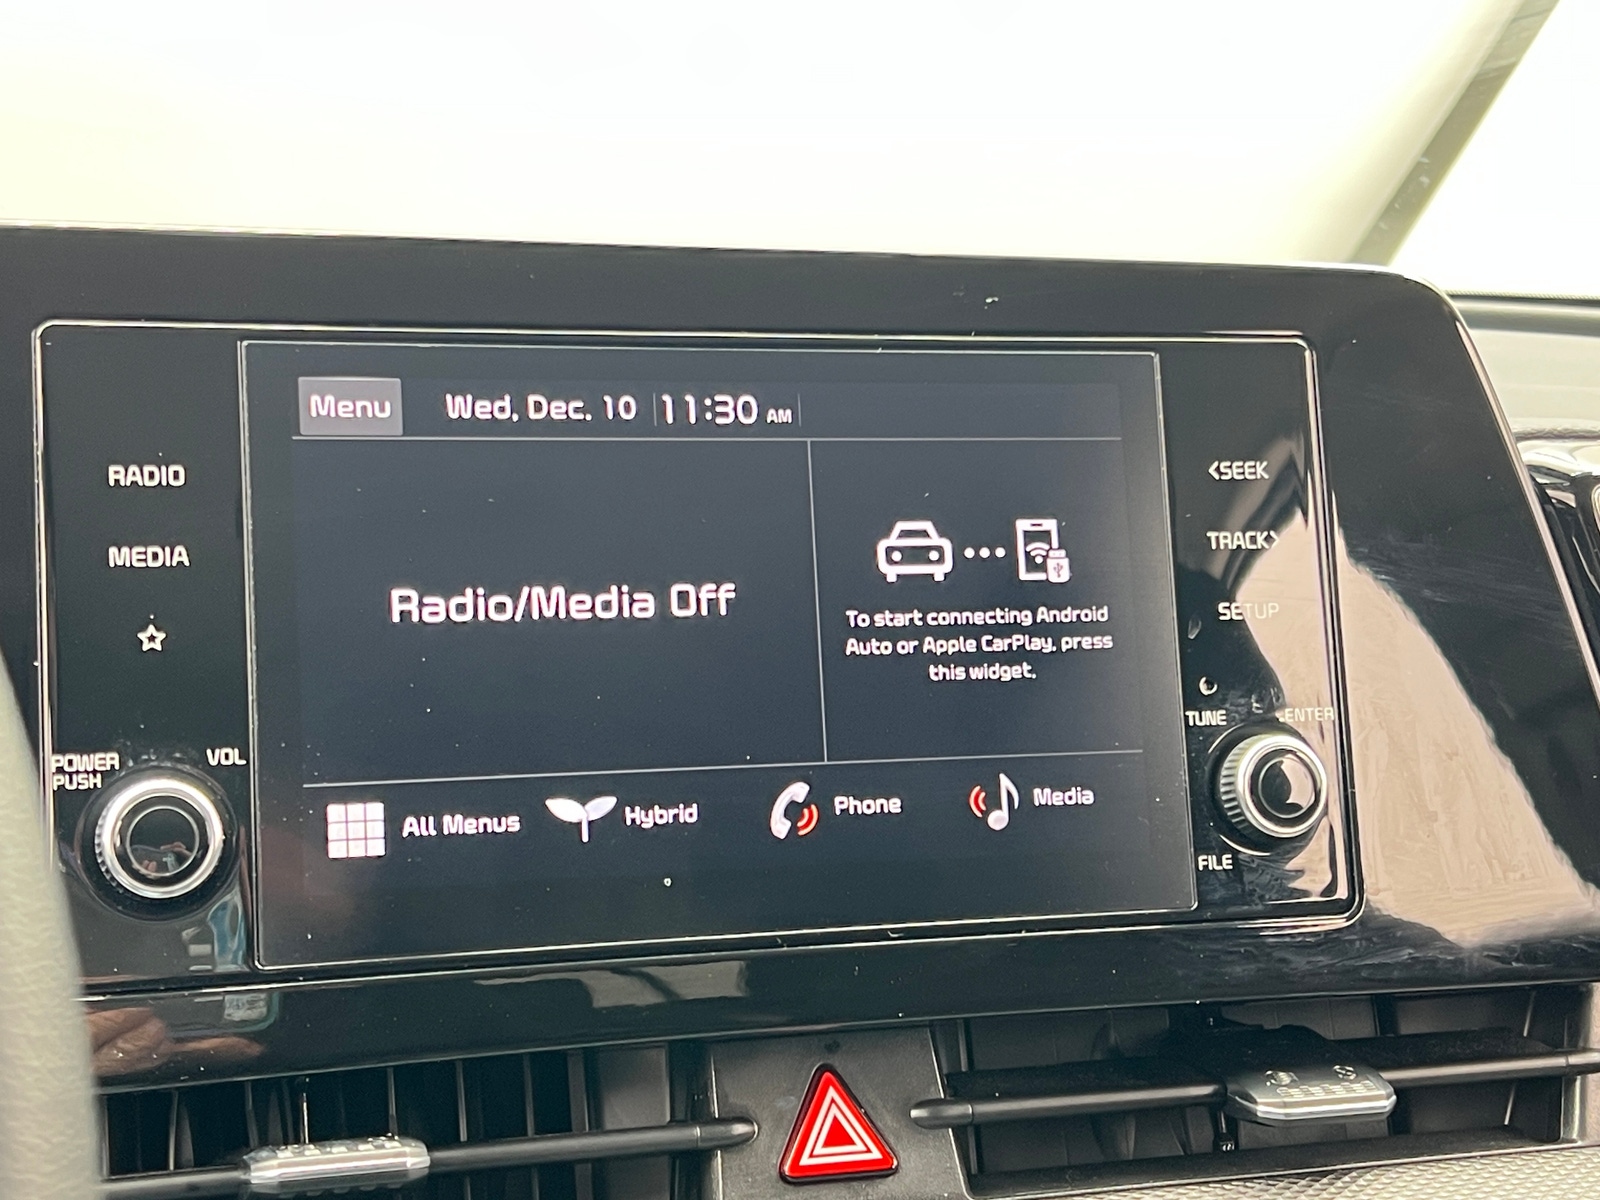 Menu Wed, Dec. 10 11:30 AM
RADIO
MEDIA
POWER
PUSH
VOL
Radio/Media Off
To start connecting Android
Auto or Apple CarPlay, press
this widget.
All Menus Hybrid Phone Media
<SEEK
TRACK>
SETUP
TUNE
ENTER
FILE